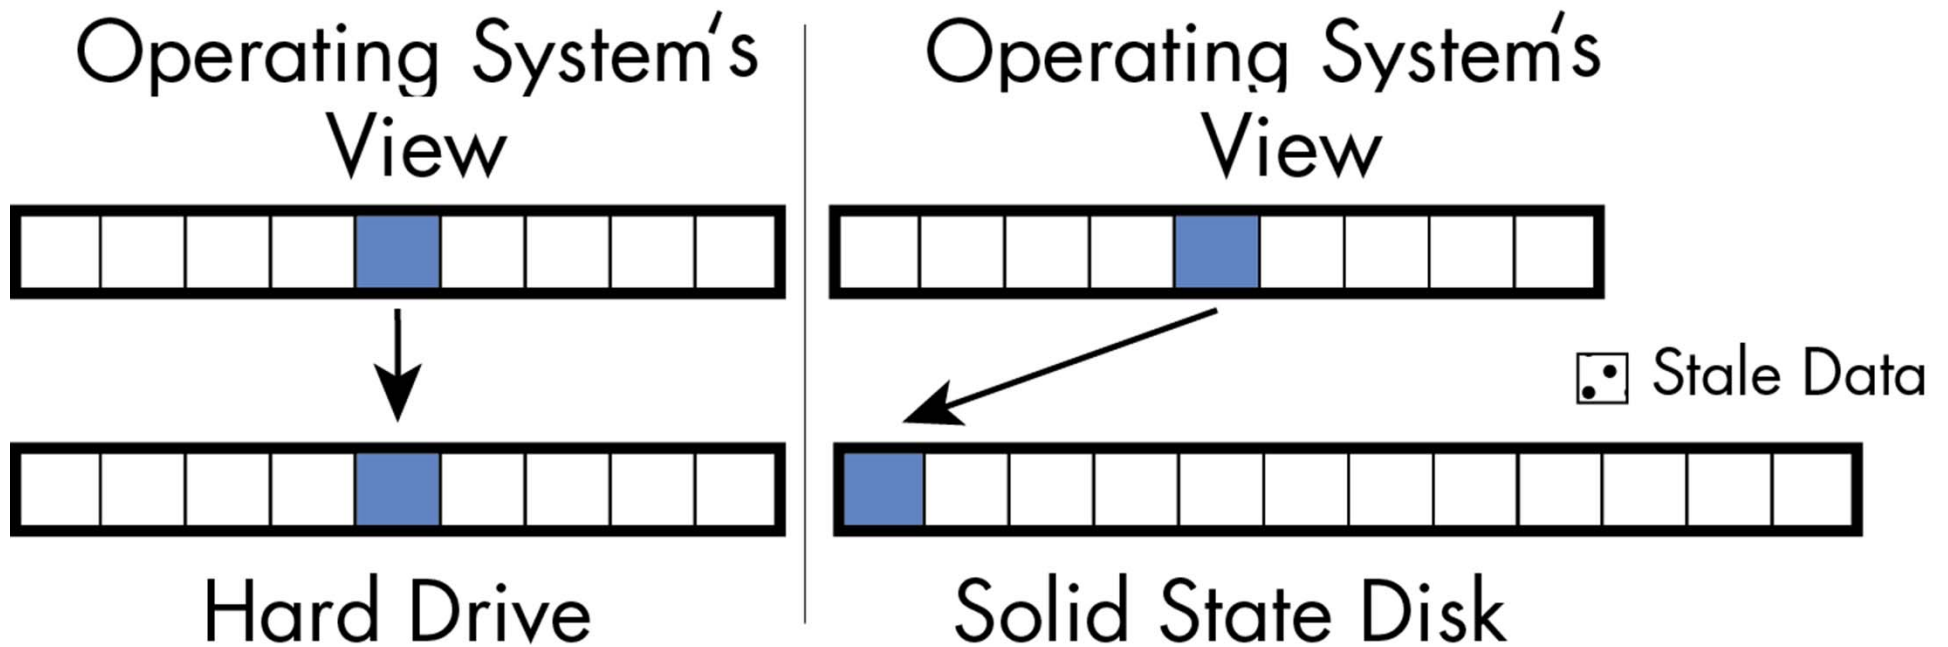 Operating System's
View
Hard Drive
Operating System's
View
Stale Data
Solid State Disk